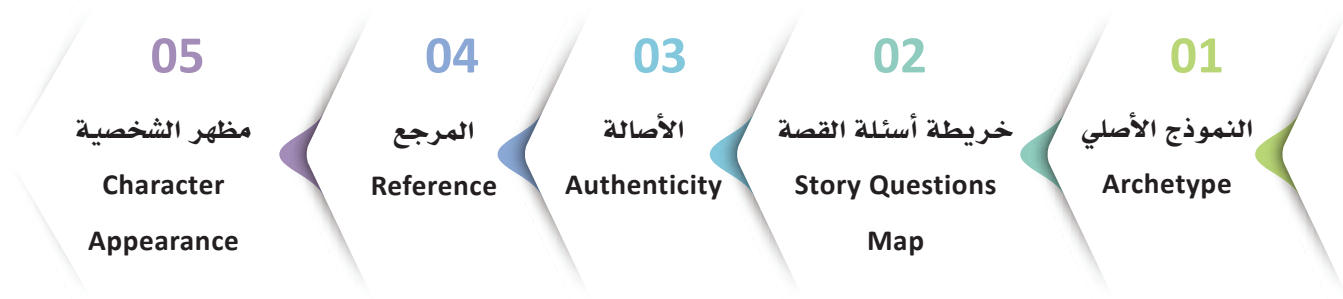 01
النموذج الأصلي
Archetype
02
خريطة أسئلة القصة
Story Questions
Map
03
الأصالة
Authenticity
04
المرجع
Reference
05
مظهر الشخصية
Character
Appearance